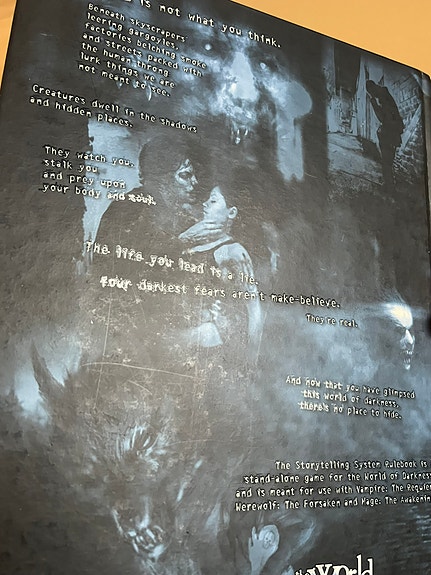 is not what you think.
Beneath skyscrapers
leering gargoyles,
factories belching smoke
and streets packed with
the human throng
lurk things we are
not meant to see.
Creatures dwell in the shadows
and hidden places.
They watch you,
stalk you
and prey upon
your body and soul.
The life you lead is a lie.
Your darkest fears aren't make-believe.
They're real.
And now that you have glimpsed
this world of darkness,
there's no place to hide.
The Storytelling System Rulebook is
stand-alone game for the World of Darkness
and is meant for use with Vampire: The Requiem
Werewolf: The Forsaken and Mage: The Awakenin
the world